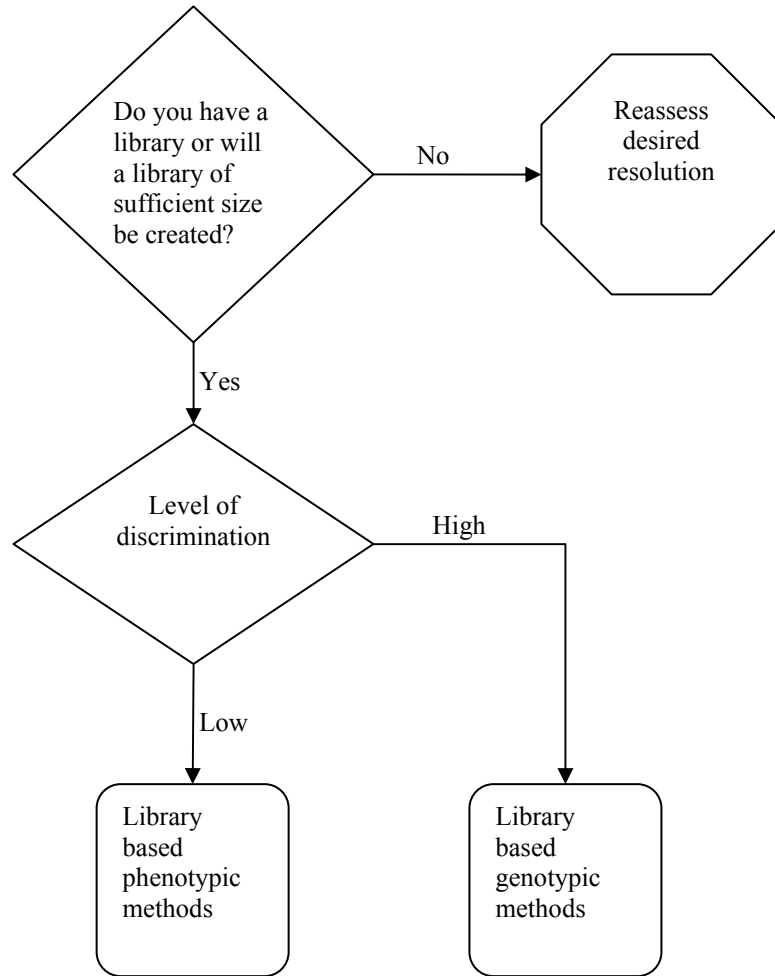 Do you have a
library or will
a library of
sufficient size
be created?
No
Reassess
desired
resolution
Yes
Level of
discrimination
High
Low
Library
based
phenotypic
methods
Library
based
genotypic
methods